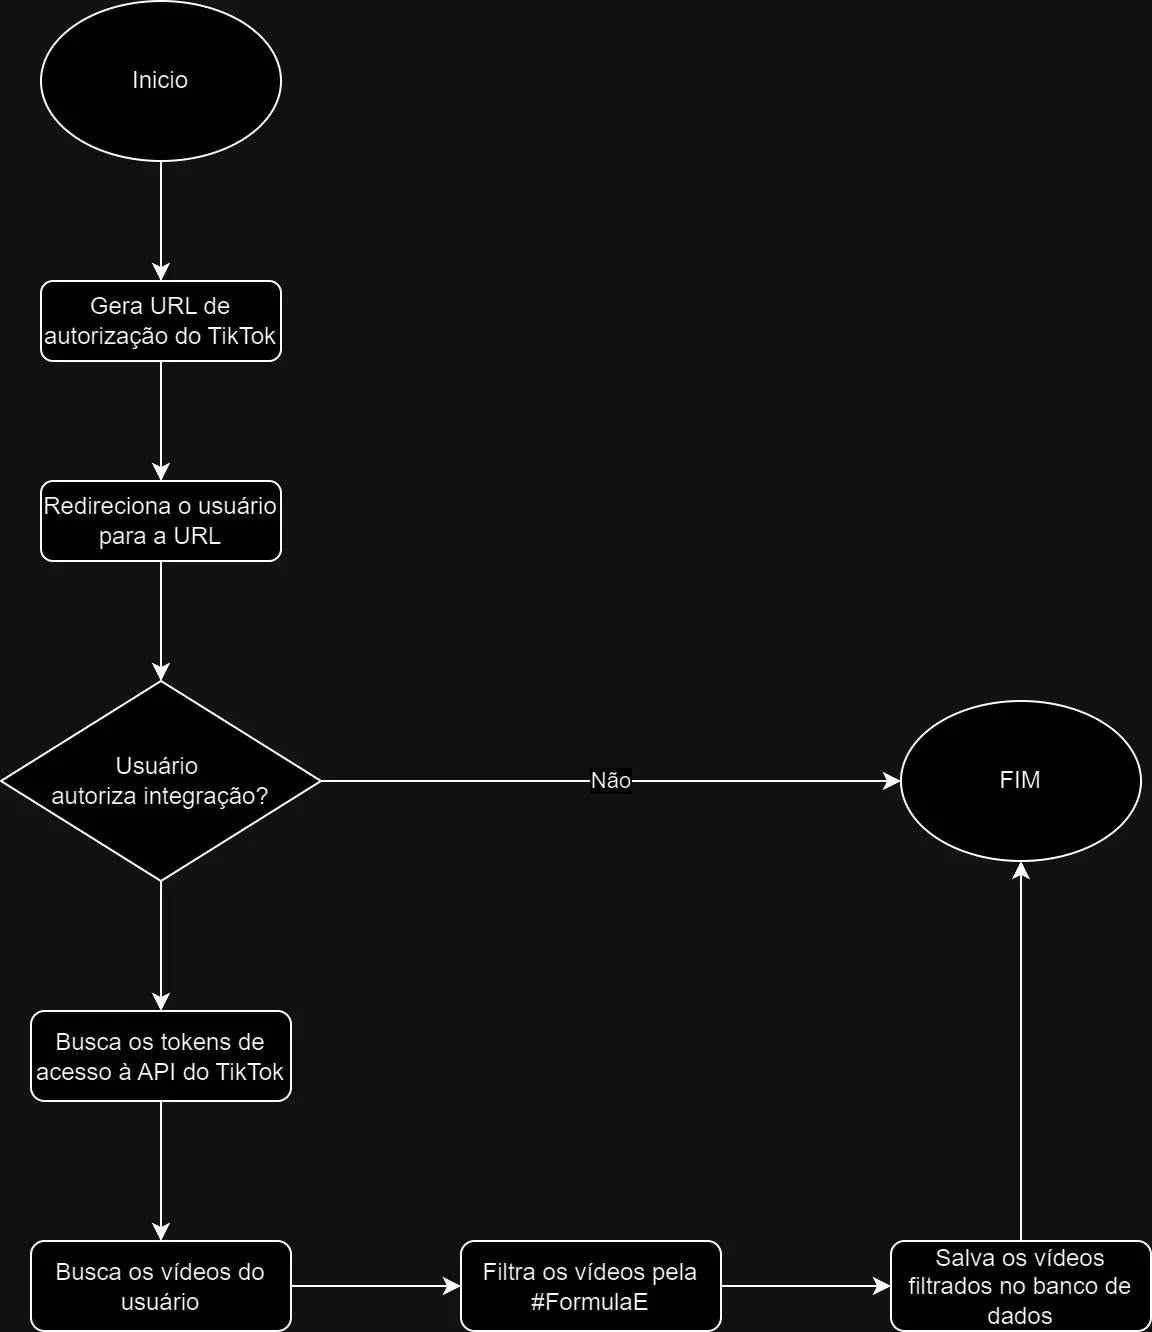 Inicio
Gera URL de
autorização do TikTok
Redireciona o usuário
para a URL
Usuário
autoriza integração?
Não
FIM
Busca os tokens de
acesso à API do TikTok
Busca os vídeos do
usuário
Filtra os vídeos pela
#FormulaE
Salva os vídeos
filtrados no banco de
dados